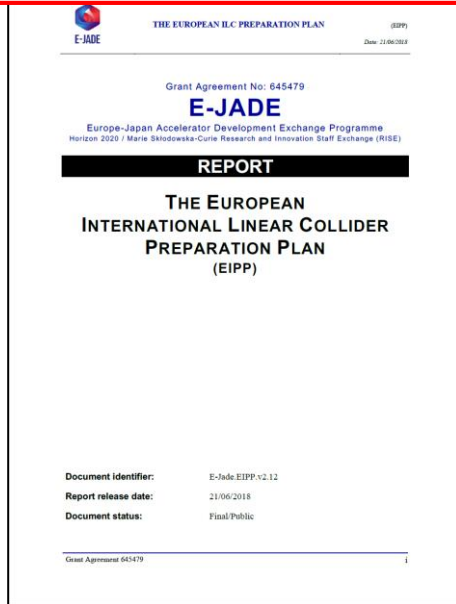 E-JADE
THE EUROPEAN ILC PREPARATION PLAN
(EIPP)
Date: 21/06/2018
Grant Agreement No: 645479
E-JADE
Europe-Japan Accelerator Development Exchange Programme
Horizon 2020 / Marie Skłodowska-Curie Research and Innovation Staff Exchange (RISE)
REPORT
THE EUROPEAN
INTERNATIONAL LINEAR COLLIDER
PREPARATION PLAN
(EIPP)
Document identifier: E-Jade.EIPP.v2.12
Report release date: 21/06/2018
Document status: Final/Public
Grant Agreement 645479 i